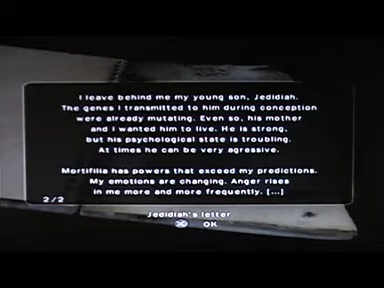 I leave behind me my young son, Jedidiah.
The genes I transmitted to him during conception
were already mutating. Even so, his mother
and I wanted him to live. He is strong,
but his psychological state is troubling.
At times he can be very agressive.
Mortifilia has powers that exceed my predictions.
My emotions are changing. Anger rises
in me more and more frequently. [...]
2/2
Jedidiah's letter
OK